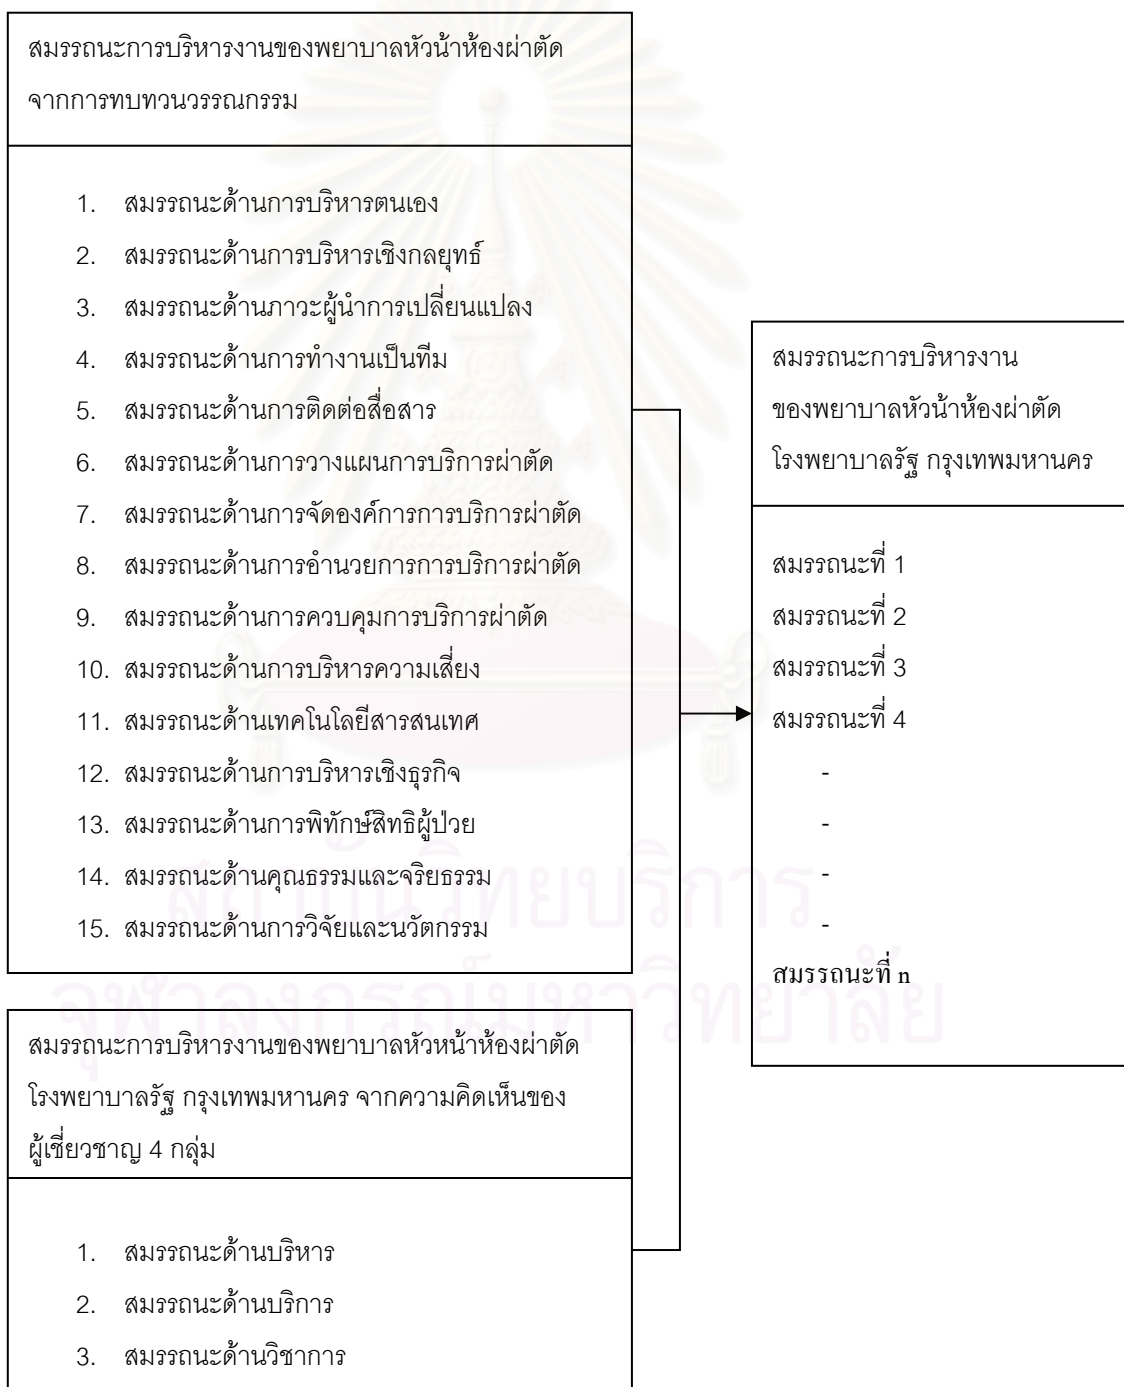 สมรรถนะการบริหารงานของพยาบาลหัวน้าห้องผ่าตัด
จากการทบทวนวรรณกรรม
1. สมรรถนะด้านการบริหารตนเอง
2. สมรรถนะด้านการบริหารเชิงกลยุทธ์
3. สมรรถนะด้านภาวะผู้นำการเปลี่ยนแปลง
4. สมรรถนะด้านการทำงานเป็นทีม
5. สมรรถนะด้านการติดต่อสื่อสาร
6. สมรรถนะด้านการวางแผนการบริการผ่าตัด
7. สมรรถนะด้านการจัดองค์การการบริการผ่าตัด
8. สมรรถนะด้านการอำนวยการการบริการผ่าตัด
9. สมรรถนะด้านการควบคุมการบริการผ่าตัด
10. สมรรถนะด้านการบริหารความเสี่ยง
11. สมรรถนะด้านเทคโนโลยีสารสนเทศ
12. สมรรถนะด้านการบริหารเชิงธุรกิจ
13. สมรรถนะด้านการพิทักษ์สิทธิผู้ป่วย
14. สมรรถนะด้านคุณธรรมและจริยธรรม
15. สมรรถนะด้านการวิจัยและนวัตกรรม
สมรรถนะการบริหารงานของพยาบาลหัวหน้าห้องผ่าตัด
โรงพยาบาลรัฐ กรุงเทพมหานคร จากความคิดเห็นของ
ผู้เชี่ยวชาญ 4 กลุ่ม
1. สมรรถนะด้านบริหาร
2. สมรรถนะด้านบริการ
3. สมรรถนะด้านวิชาการ
สมรรถนะการบริหารงาน
ของพยาบาลหัวน้าห้องผ่าตัด
โรงพยาบาลรัฐ กรุงเทพมหานคร
สมรรถนะที่ 1
สมรรถนะที่ 2
สมรรถนะที่ 3
สมรรถนะที่ 4
-
-
-
-
สมรรถนะที่ n
สถาบันวิทยบริการ
จุฬาลงกรณ์มหาวิทยาลัย